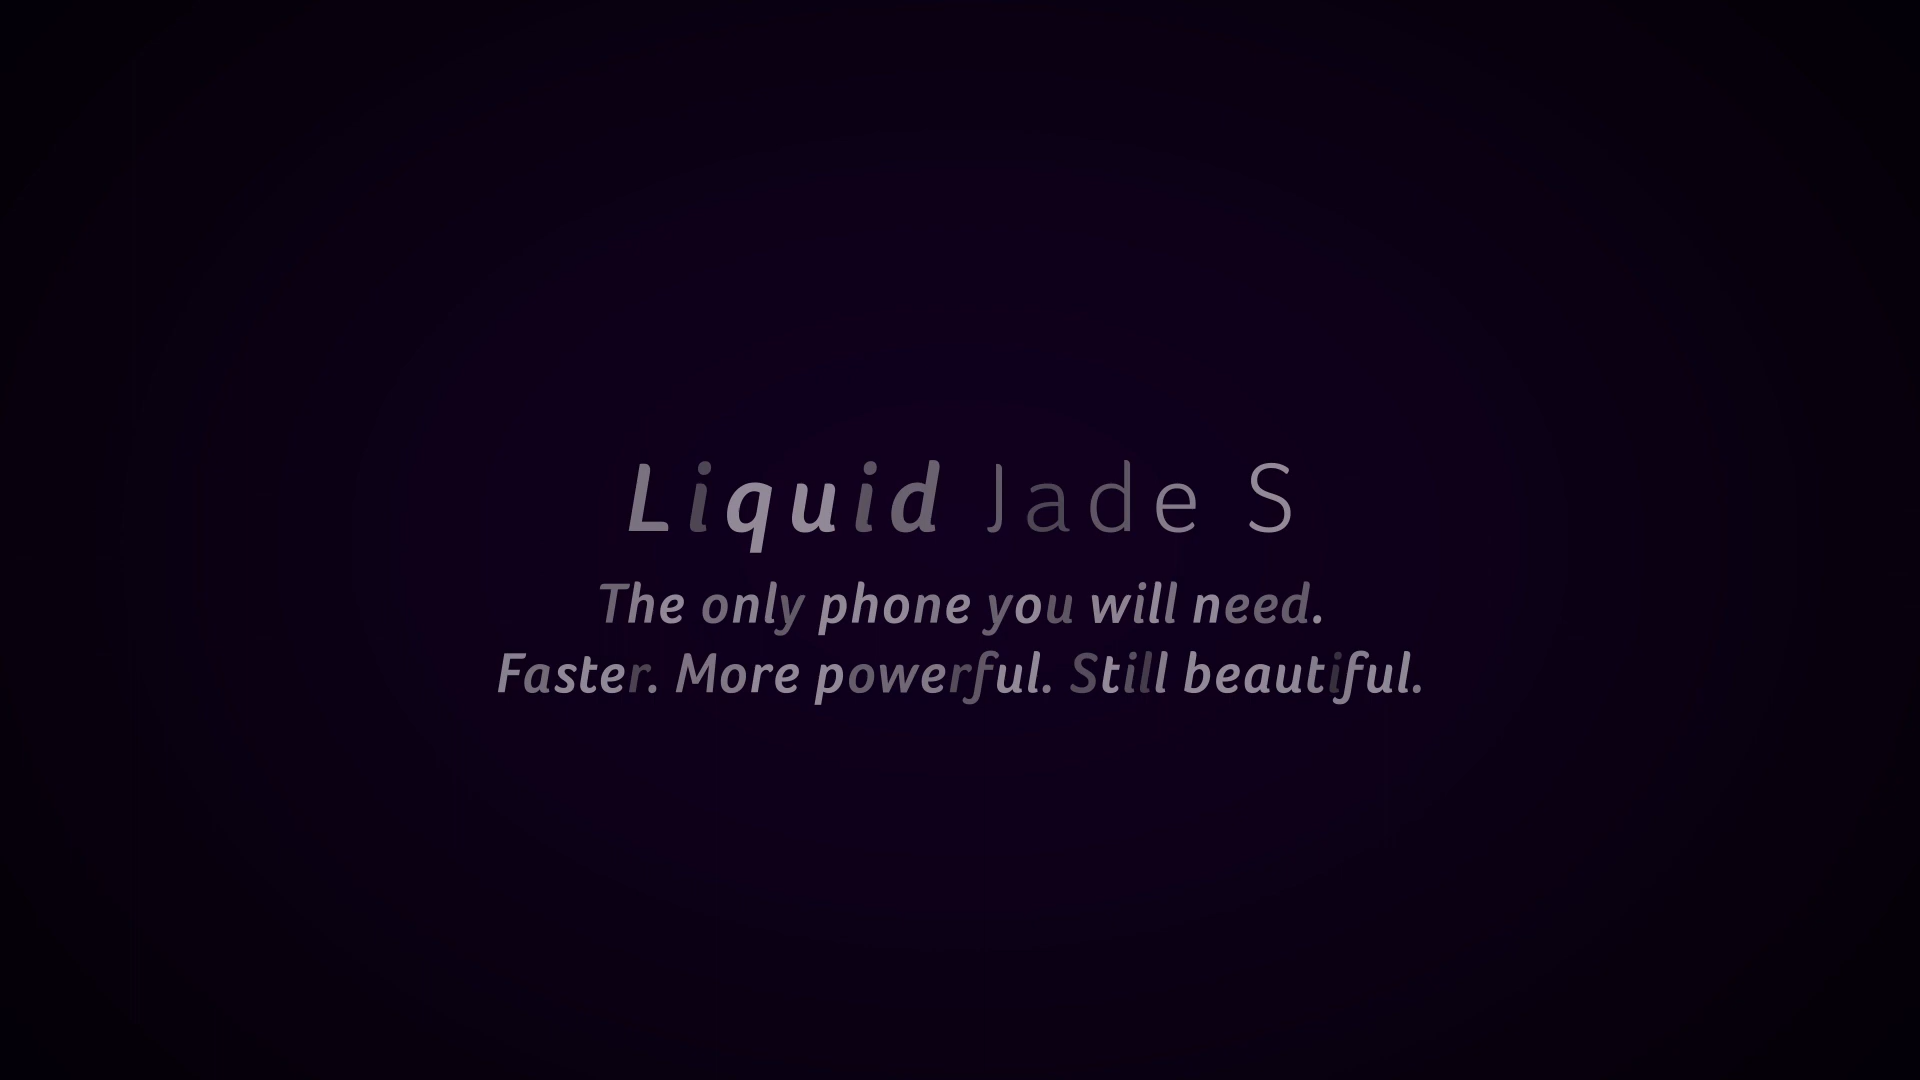 Liquid Jade S
The only phone you will need.
Faster. More powerful. Still beautiful.